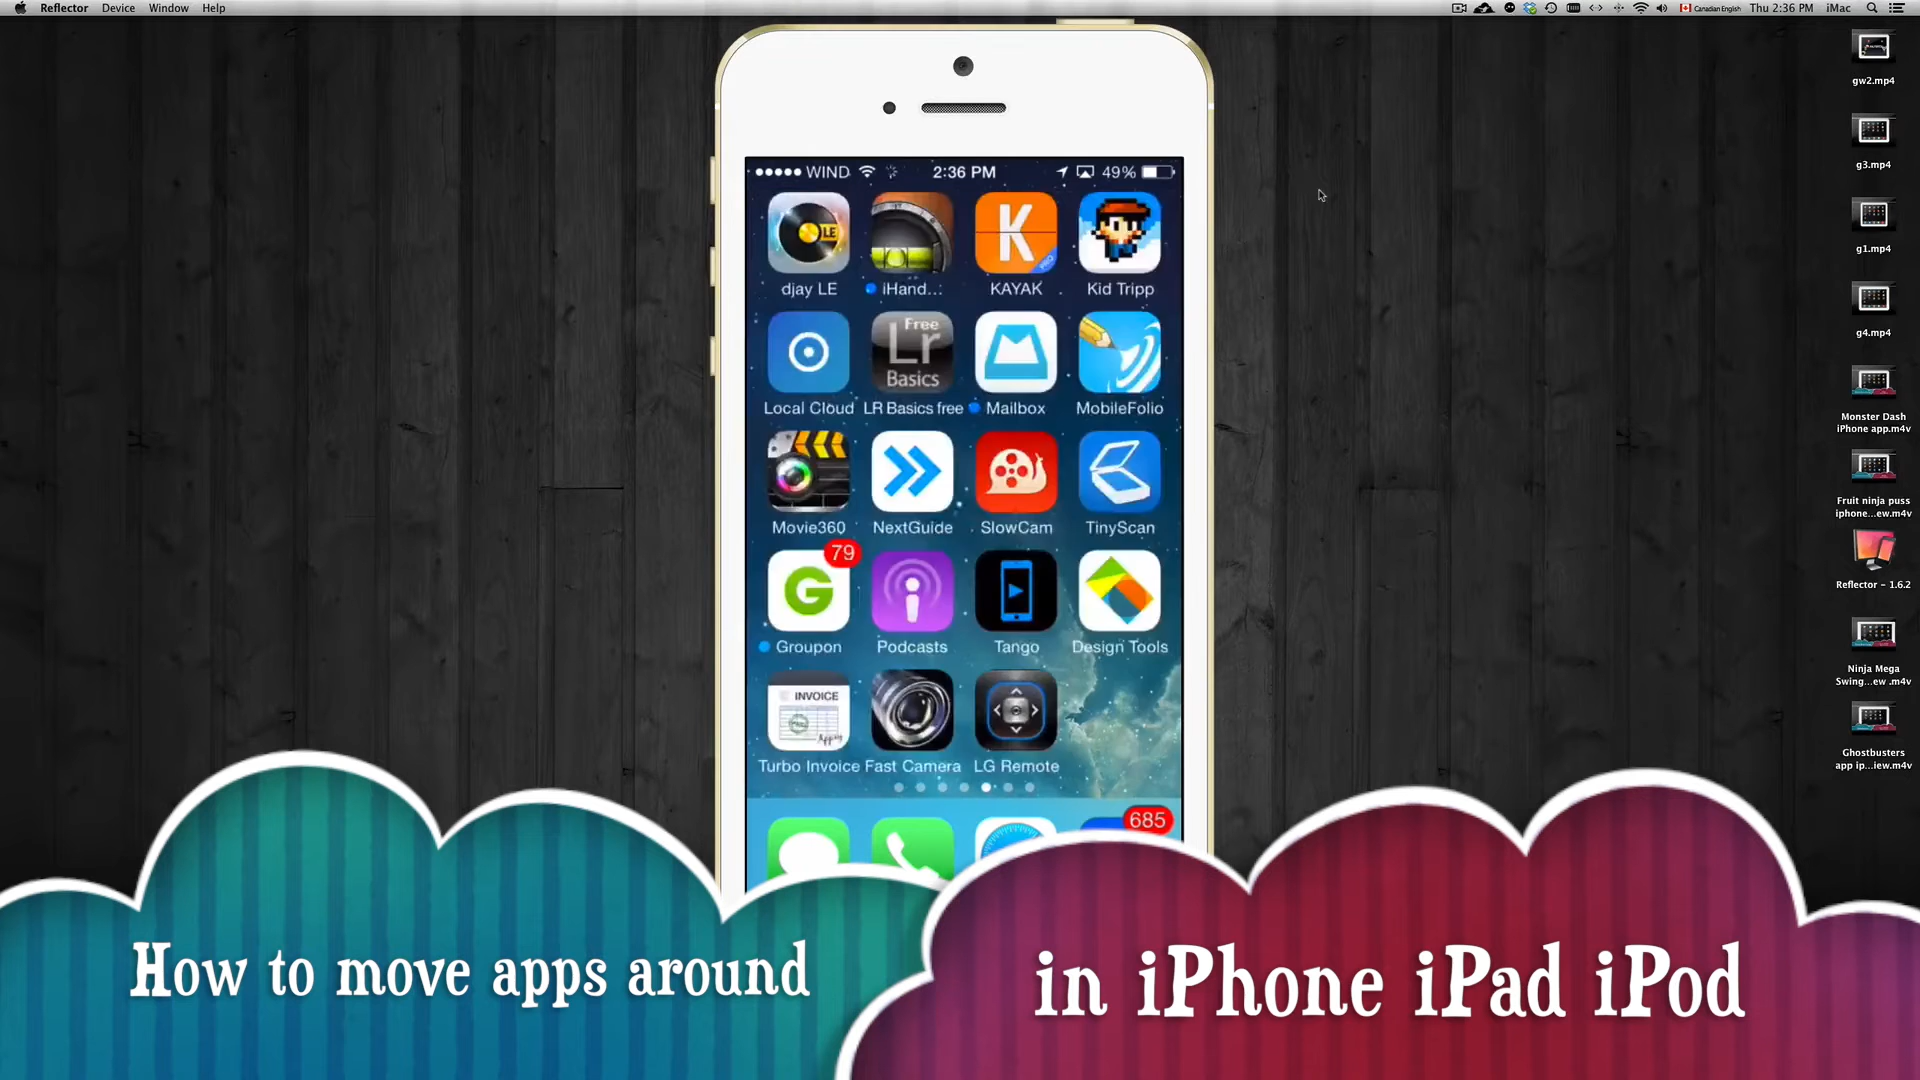 Reflector Device Window Help
Canadian English Thu 2:36 PM iMac
gw2.mp4
g3.mp4
g1.mp4
g4.mp4
Monster Dash
iPhone app.m4v
Fruit ninja puss
iphone...ew.m4v
Reflector - 1.6.2
Ninja Mega
Swing...ew .m4v
Ghostbusters
app ip...iew.m4v
WIND 2:36 PM 49%
LE
K
PRO
djay LE iHand...: KAYAK Kid Tripp
Free
Lr
Basics
Local Cloud LR Basics free Mailbox MobileFolio
Movie360 NextGuide SlowCam TinyScan
79
G
Groupon Podcasts Tango Design Tools
INVOICE
Turbo Invoice Fast Camera LG Remote
685
How to move apps around
in iPhone iPad iPod